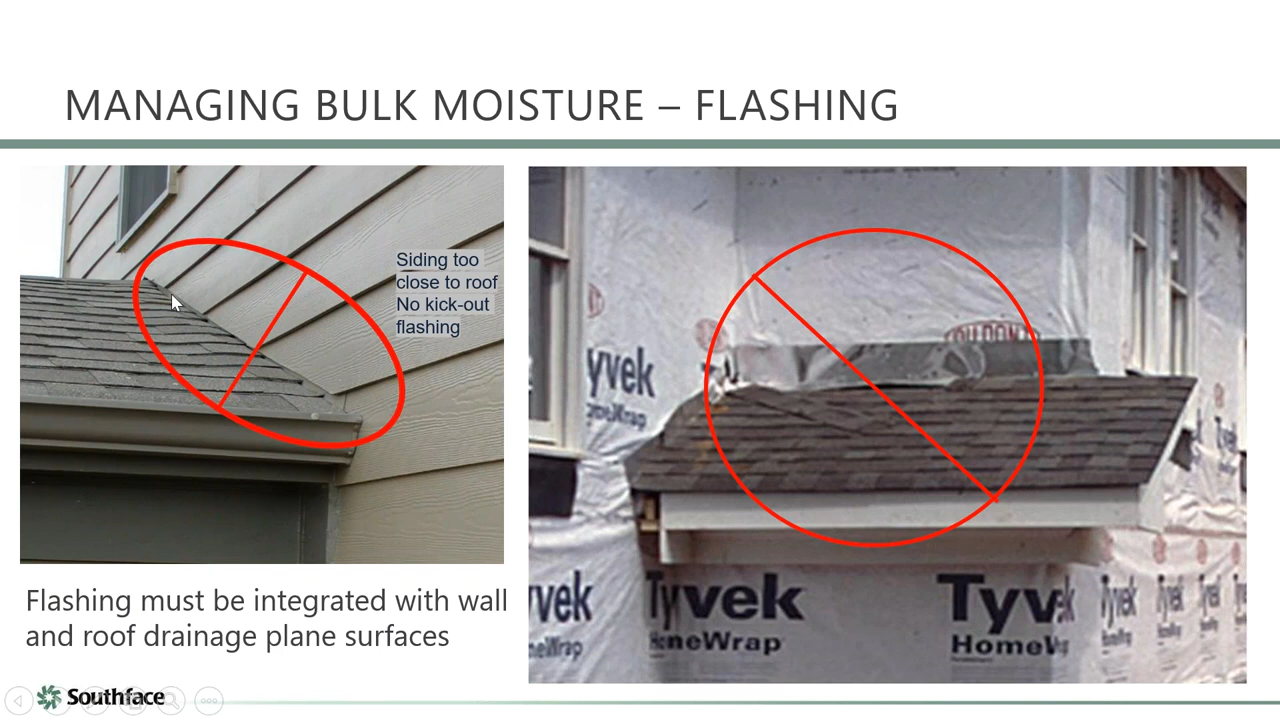 MANAGING BULK MOISTURE – FLASHING
Siding too
close to roof
No kick-out
flashing
Flashing must be integrated with wall
and roof drainage plane surfaces
Tyvek
HomeWrap
Tyvek
HomeWrap
Tyvek
Southface